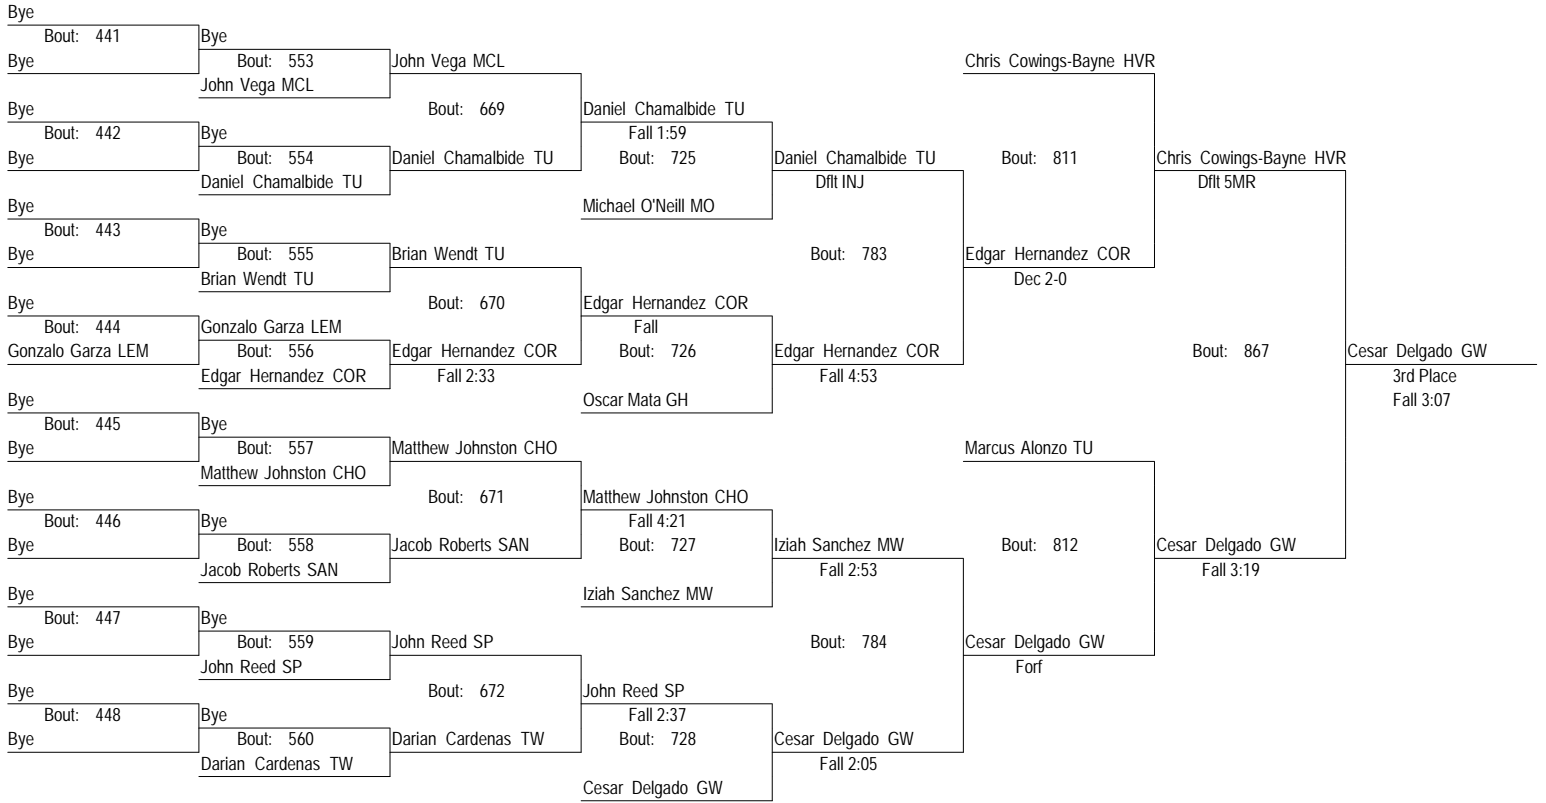 Bye
Bout: 441
Bye
Bye
Bout: 553
John Vega MCL
John Vega MCL
Chris Cowings-Bayne HVR
Bye
Bout: 442
Bye
Bye
Bout: 554
Daniel Chamalbide TU
Bout: 669
Daniel Chamalbide TU
Daniel Chamalbide TU
Fall 1:59
Bout: 725
Michael O'Neill MO
Daniel Chamalbide TU
Dflt INJ
Bout: 811
Chris Cowings-Bayne HVR
Dflt 5MR
Bye
Bout: 443
Bye
Bye
Bout: 555
Brian Wendt TU
Brian Wendt TU
Bout: 783
Edgar Hernandez COR
Dec 2-0
Bye
Bout: 444
Gonzalo Garza LEM
Gonzalo Garza LEM
Bout: 556
Edgar Hernandez COR
Bout: 670
Edgar Hernandez COR
Fall 2:33
Edgar Hernandez COR
Fall
Bout: 726
Oscar Mata GH
Edgar Hernandez COR
Fall 4:53
Bout: 867
Cesar Delgado GW
3rd Place
Fall 3:07
Bye
Bout: 445
Bye
Bye
Bout: 557
Matthew Johnston CHO
Matthew Johnston CHO
Marcus Alonzo TU
Bye
Bout: 446
Bye
Bye
Bout: 558
Jacob Roberts SAN
Bout: 671
Jacob Roberts SAN
Matthew Johnston CHO
Fall 4:21
Bout: 727
Iziah Sanchez MW
Iziah Sanchez MW
Fall 2:53
Bout: 812
Cesar Delgado GW
Fall 3:19
Bye
Bout: 447
Bye
Bye
Bout: 559
John Reed SP
John Reed SP
Bout: 784
Cesar Delgado GW
Forf
Bye
Bout: 448
Bye
Bye
Bout: 560
Darian Cardenas TW
Bout: 672
Darian Cardenas TW
John Reed SP
Fall 2:37
Bout: 728
Cesar Delgado GW
Cesar Delgado GW
Fall 2:05